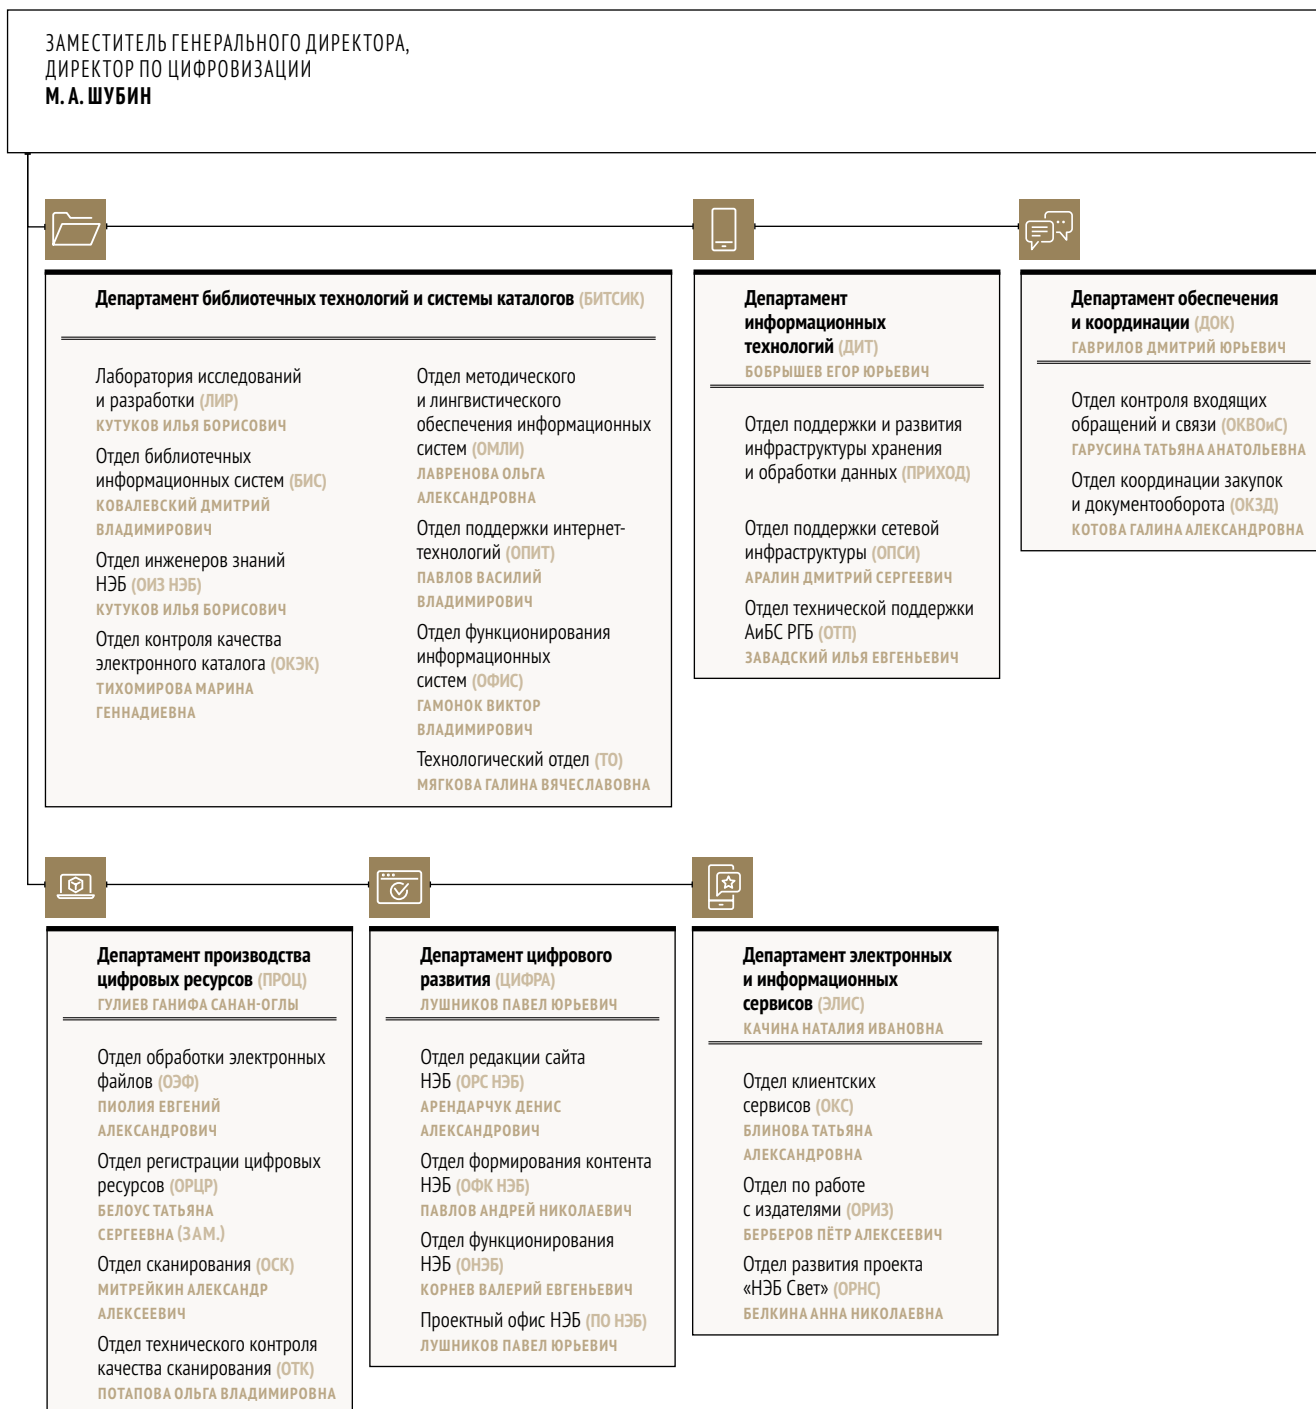 ЗАМЕСТИТЕЛЬ ГЕНЕРАЛЬНОГО ДИРЕКТОРА,
ДИРЕКТОР ПО ЦИФРОВИЗАЦИИ
М. А. ШУБИН
Департамент библиотечных технологий и системы каталогов (БИТСИК)
Лаборатория исследований
и разработки (ЛИР)
КУТУКОВ ИЛЬЯ БОРИСОВИЧ
Отдел библиотечных
информационных систем (БИС)
КОВАЛЕВСКИЙ ДМИТРИЙ
ВЛАДИМИРОВИЧ
Отдел инженеров знаний
НЭБ (ОИЗ НЭБ)
КУТУКОВ ИЛЬЯ БОРИСОВИЧ
Отдел контроля качества
электронного каталога (ОКЭК)
ТИХОМИРОВА МАРИНА
ГЕННАДИЕВНА
Отдел методического
и лингвистического
обеспечения информационных
систем (ОМЛИ)
ЛАВРЕНОВА ОЛЬГА
АЛЕКСАНДРОВНА
Отдел поддержки интернет-
технологий (ОПИТ)
ПАВЛОВ ВАСИЛИЙ
ВЛАДИМИРОВИЧ
Отдел функционирования
информационных
систем (ОФИС)
ГАМОНОК ВИКТОР
ВЛАДИМИРОВИЧ
Технологический отдел (ТО)
МЯГКОВА ГАЛИНА ВЯЧЕСЛАВОВНА
Департамент
информационных
технологий (ДИТ)
БОБРЫШЕВ ЕГОР ЮРЬЕВИЧ
Отдел поддержки и развития
инфраструктуры хранения
и обработки данных (ПРИХОД)
Отдел поддержки сетевой
инфраструктуры (ОПСИ)
АРАЛИН ДМИТРИЙ СЕРГЕЕВИЧ
Отдел технической поддержки
АиБС РГБ (ОТП)
ЗАВАДСКИЙ ИЛЬЯ ЕВГЕНЬЕВИЧ
Департамент обеспечения
и координации (ДОК)
ГАВРИЛОВ ДМИТРИЙ ЮРЬЕВИЧ
Отдел контроля входящих
обращений и связи (ОКВОиС)
ГАРУСИНА ТАТЬЯНА АНАТОЛЬЕВНА
Отдел координации закупок
и документооборота (ОКЗД)
КОТОВА ГАЛИНА АЛЕКСАНДРОВНА
Департамент производства
цифровых ресурсов (ПРОЦ)
ГУЛИЕВ ГАНИФА САНАН-ОГЛЫ
Отдел обработки электронных
файлов (ОЭФ)
ПИОЛИЯ ЕВГЕНИЙ
АЛЕКСАНДРОВИЧ
Отдел регистрации цифровых
ресурсов (ОРЦР)
БЕЛОУС ТАТЬЯНА
СЕРГЕЕВНА (ЗАМ.)
Отдел сканирования (ОСК)
МИТРЕЙКИН АЛЕКСАНДР
АЛЕКСЕЕВИЧ
Отдел технического контроля
качества сканирования (ОТК)
ПОТАПОВА ОЛЬГА ВЛАДИМИРОВНА
Департамент цифрового
развития (ЦИФРА)
ЛУШНИКОВ ПАВЕЛ ЮРЬЕВИЧ
Отдел редакции сайта
НЭБ (ОРС НЭБ)
АРЕНДАРЧУК ДЕНИС
АЛЕКСАНДРОВИЧ
Отдел формирования контента
НЭБ (ОФК НЭБ)
ПАВЛОВ АНДРЕЙ НИКОЛАЕВИЧ
Отдел функционирования
НЭБ (ОНЭБ)
КОРНЕВ ВАЛЕРИЙ ЕВГЕНЬЕВИЧ
Проектный офис НЭБ (ПО НЭБ)
ЛУШНИКОВ ПАВЕЛ ЮРЬЕВИЧ
Департамент электронных
и информационных
сервисов (ЭЛИС)
КАЧИНА НАТАЛИЯ ИВАНОВНА
Отдел клиентских
сервисов (ОКС)
БЛИНОВА ТАТЬЯНА
АЛЕКСАНДРОВНА
Отдел по работе
с издателями (ОРИЗ)
БЕРБЕРОВ ПЁТР АЛЕКСЕЕВИЧ
Отдел развития проекта
«НЭБ Свет» (ОРНС)
БЕЛКИНА АННА НИКОЛАЕВНА